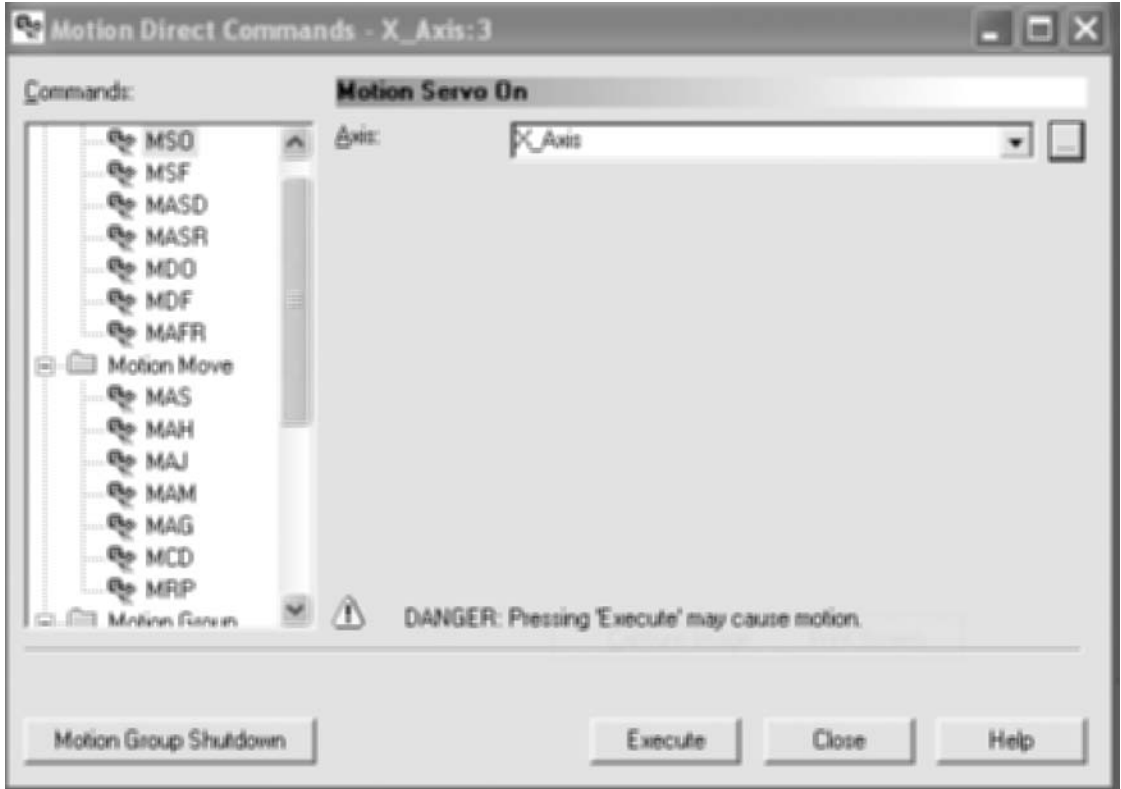 Motion Direct Commands - X_Axis:3
Commands:
MSO
MSF
MASD
MASR
MDO
MDF
MAFR
Motion Move
MAS
MAH
MAJ
MAM
MAG
MCD
MRP
Motion Group
Motion Servo On
Axis:
X_Axis
...
DANGER: Pressing 'Execute' may cause motion.
Motion Group Shutdown
Execute
Close
Help